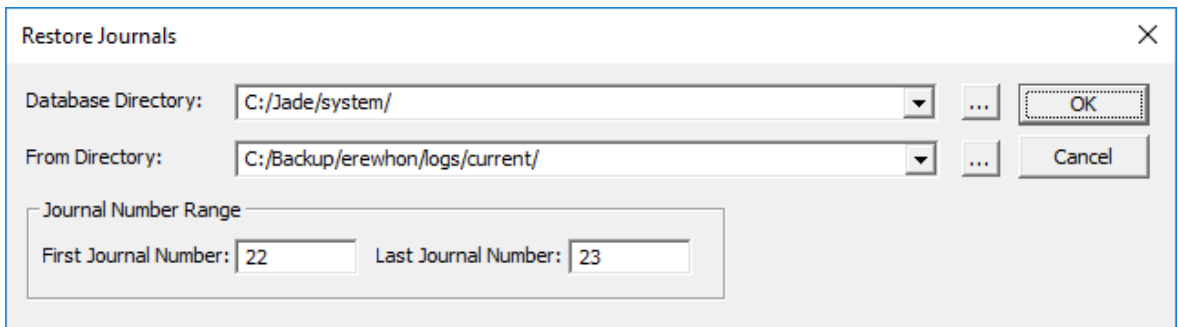 Restore Journals
Database Directory: C:/Jade/system/ ... OK
From Directory: C:/Backup/erewhon/logs/current/ ... Cancel
Journal Number Range
First Journal Number: 22 Last Journal Number: 23